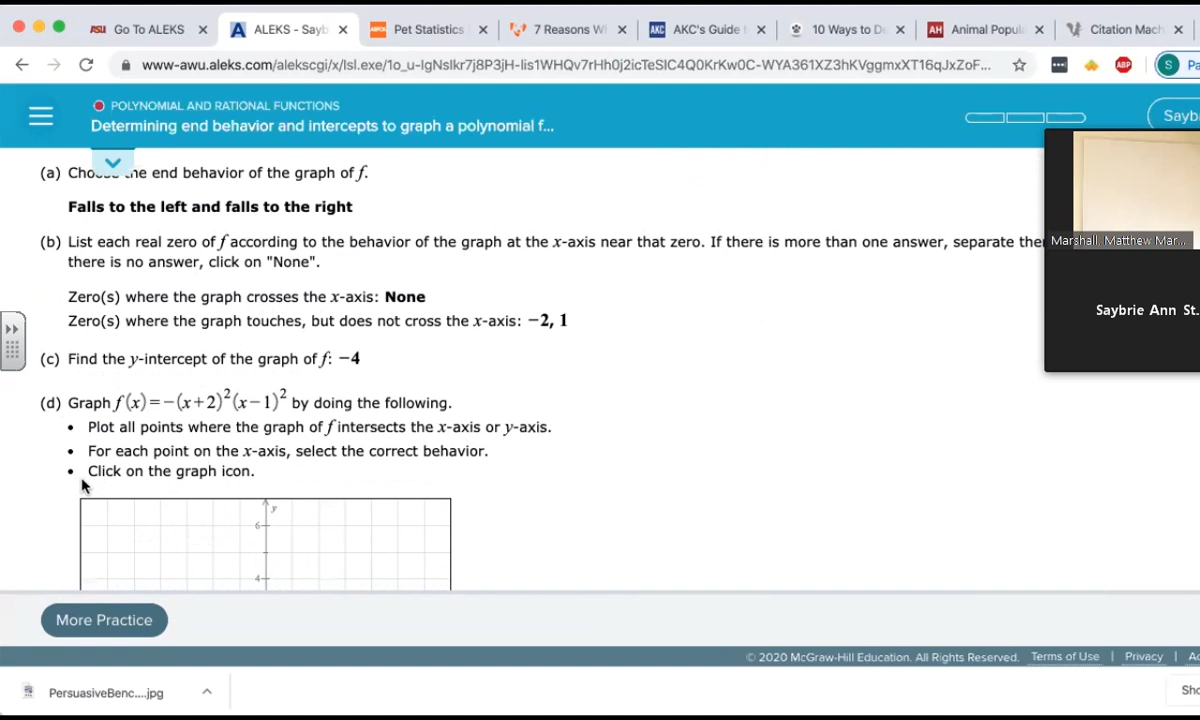 Go To ALEKS
ALEKS - Sayb
Pet Statistics
7 Reasons W
AKC's Guide
10 Ways to D
Animal Popul
Citation Mach
www-awu.aleks.com/alekscgi/x/Isl.exe/1o_u-IgNslkr7j8P3jH-lis1WHQv7rHh0j2icTeSIC4Q0KrKw0C-WYA361XZ3hKVggmxXT16qJxZoF...
S
Pa
POLYNOMIAL AND RATIONAL FUNCTIONS
Determining end behavior and intercepts to graph a polynomial f...
Sayb
(a) Choose the end behavior of the graph of f.
Falls to the left and falls to the right
(b) List each real zero of f according to the behavior of the graph at the x-axis near that zero. If there is more than one answer, separate the
there is no answer, click on "None".
Marshall, Matthew Mar...
Zero(s) where the graph crosses the x-axis: None
Saybrie Ann St.
Zero(s) where the graph touches, but does not cross the x-axis: −2, 1
(c) Find the y-intercept of the graph of f: −4
(d) Graph f(x)=−(x+2)²(x−1)² by doing the following.
• Plot all points where the graph of f intersects the x-axis or y-axis.
• For each point on the x-axis, select the correct behavior.
• Click on the graph icon.
y
6
4
More Practice
© 2020 McGraw-Hill Education. All Rights Reserved. Terms of Use | Privacy | Ac
PersuasiveBenc....jpg
Sho